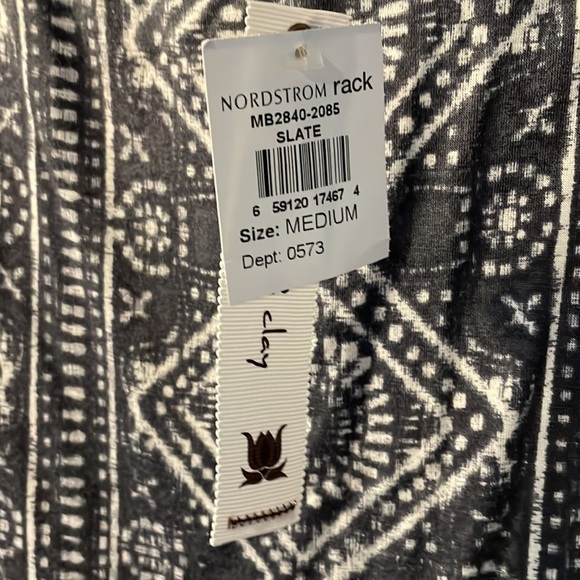 NORDSTROM rack
MB2840-2085
SLATE
6 59120 17467 4
Size: MEDIUM
Dept: 0573
clay